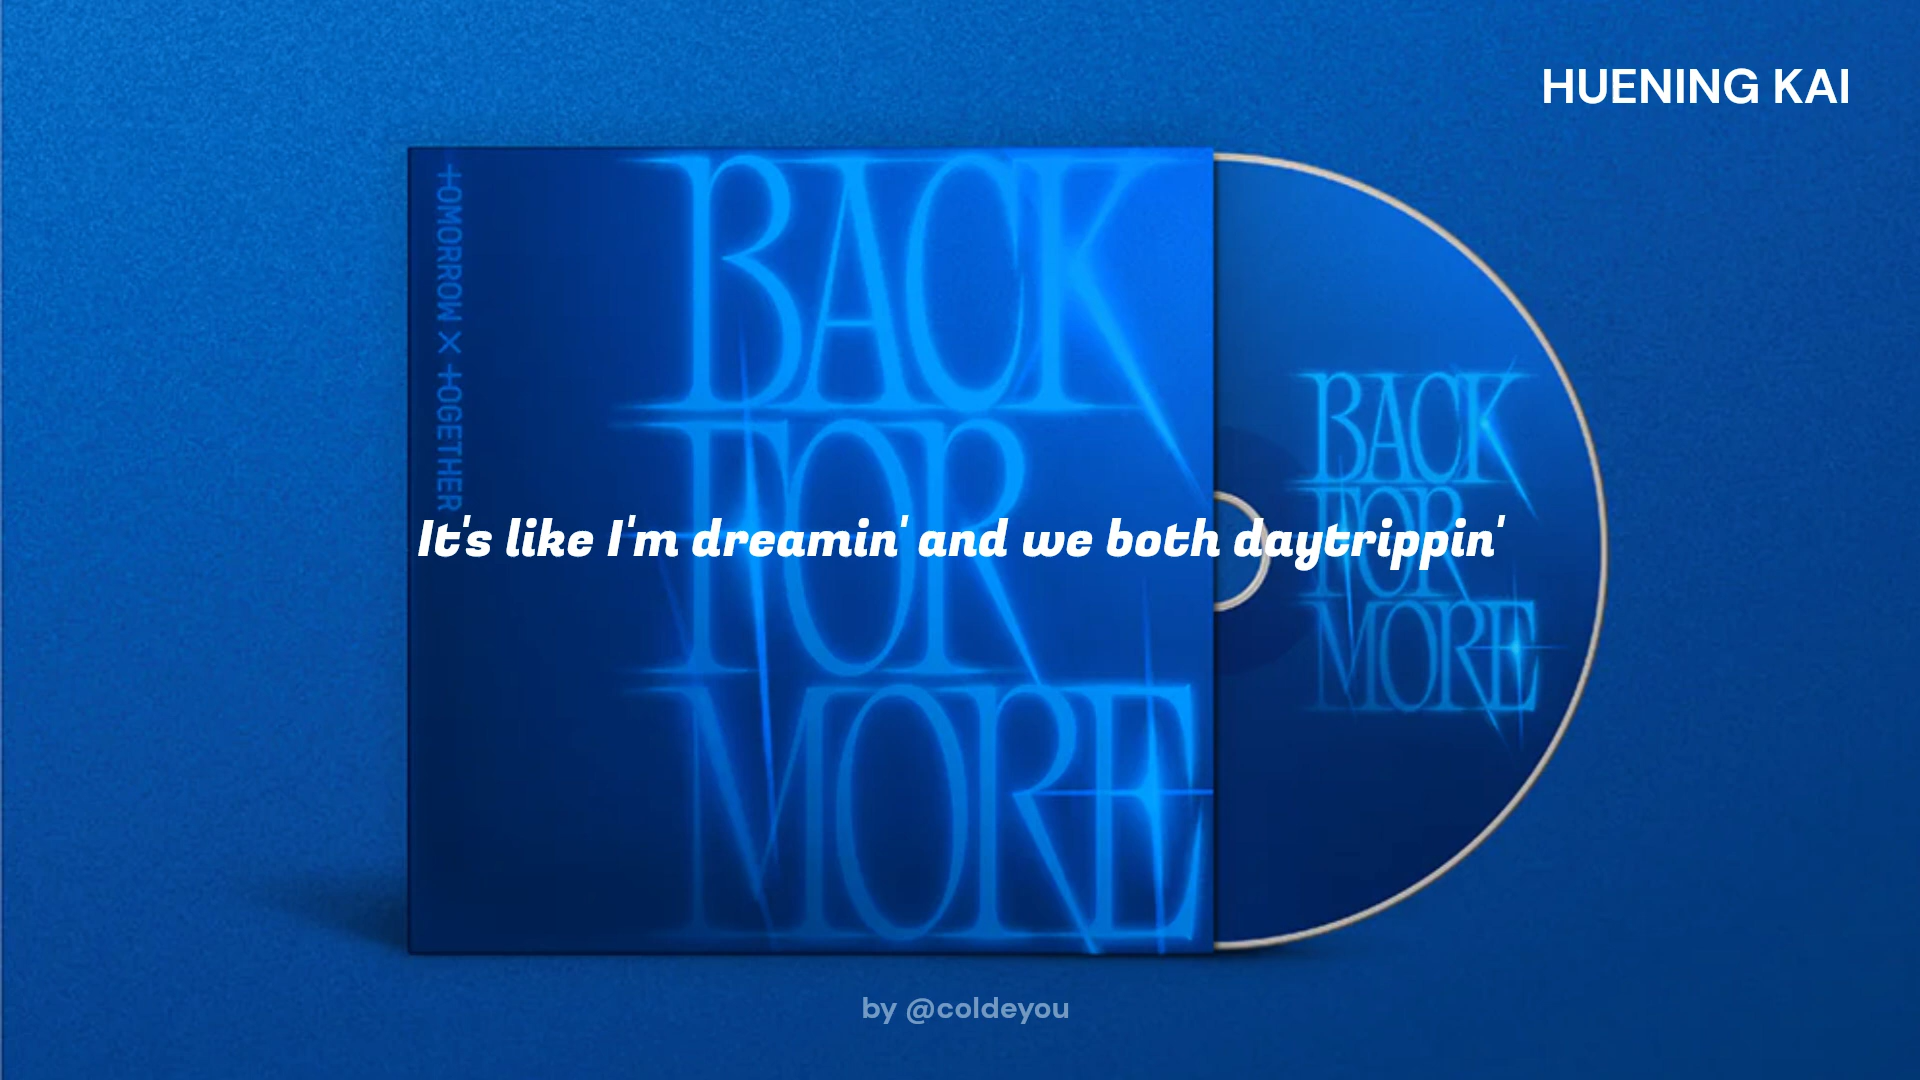 HUENING KAI
tOMORROW X tOGETHER
BACK
FOR
MORE
BACK
FOR
MORE
It's like I'm dreamin' and we both daytrippin'
by @coldeyou